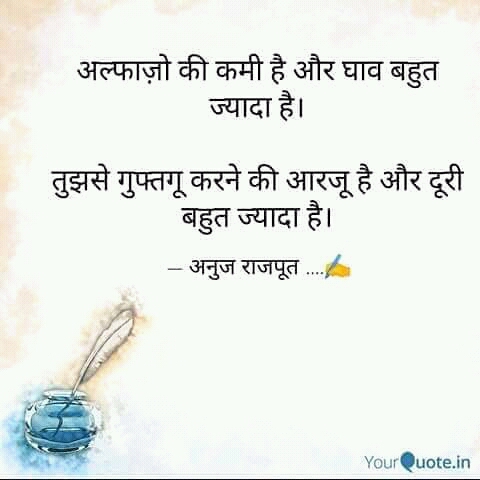 अल्फाज़ो की कमी है और घाव बहुत
ज्यादा है।
तुझसे गुफ्तगू करने की आरजू है और दूरी
बहुत ज्यादा है।
— अनुज राजपूत ....✍️
YourQuote.in